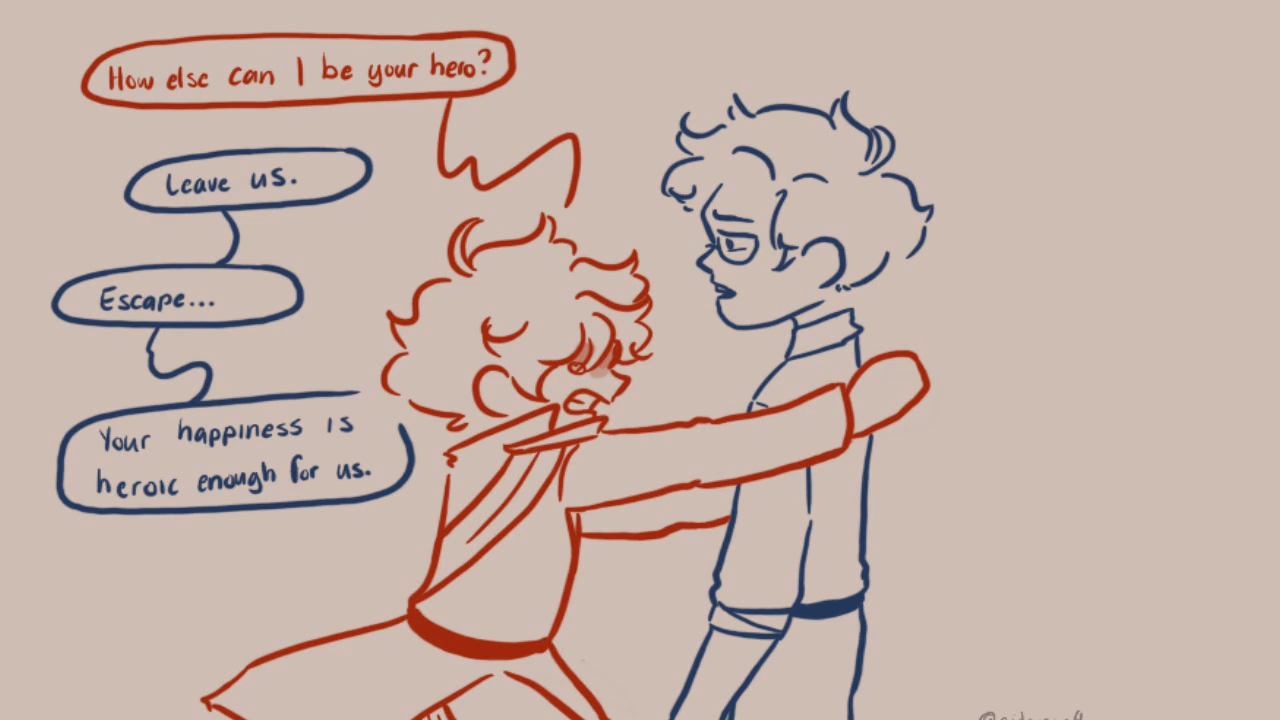 How else can I be your hero?
Leave us.
Escape...
Your happiness is
heroic enough for us.